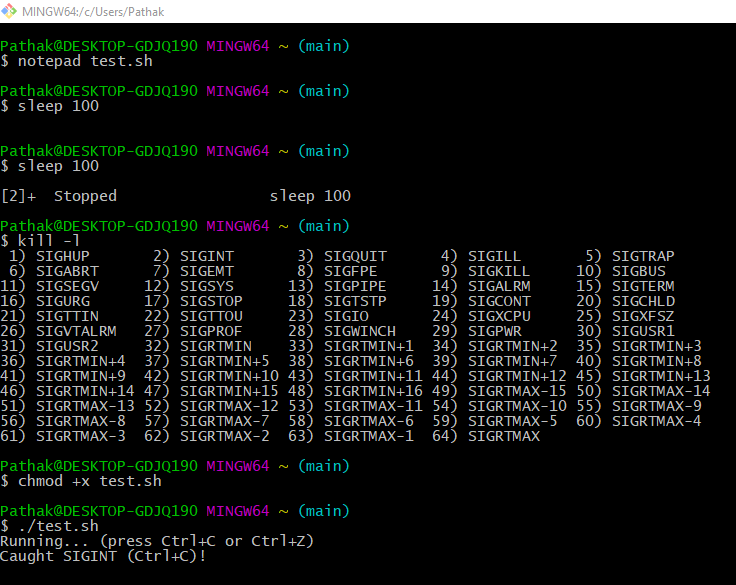 MINGW64:/c/Users/Pathak
Pathak@DESKTOP-GDJQ190 MINGW64 ~ (main)
$ notepad test.sh
Pathak@DESKTOP-GDJQ190 MINGW64 ~ (main)
$ sleep 100
Pathak@DESKTOP-GDJQ190 MINGW64 ~ (main)
$ sleep 100
[2]+  Stopped                 sleep 100
Pathak@DESKTOP-GDJQ190 MINGW64 ~ (main)
$ kill -l
 1) SIGHUP       2) SIGINT       3) SIGQUIT      4) SIGILL       5) SIGTRAP
 6) SIGABRT      7) SIGEMT       8) SIGFPE       9) SIGKILL     10) SIGBUS
11) SIGSEGV     12) SIGSYS      13) SIGPIPE     14) SIGALRM     15) SIGTERM
16) SIGURG      17) SIGSTOP     18) SIGTSTP     19) SIGCONT     20) SIGCHLD
21) SIGTTIN     22) SIGTTOU     23) SIGIO       24) SIGXCPU     25) SIGXFSZ
26) SIGVTALRM   27) SIGPROF     28) SIGWINCH    29) SIGPWR      30) SIGUSR1
31) SIGUSR2     32) SIGRTMIN    33) SIGRTMIN+1  34) SIGRTMIN+2  35) SIGRTMIN+3
36) SIGRTMIN+4  37) SIGRTMIN+5  38) SIGRTMIN+6  39) SIGRTMIN+7  40) SIGRTMIN+8
41) SIGRTMIN+9  42) SIGRTMIN+10 43) SIGRTMIN+11 44) SIGRTMIN+12 45) SIGRTMIN+13
46) SIGRTMIN+14 47) SIGRTMIN+15 48) SIGRTMIN+16 49) SIGRTMAX-15 50) SIGRTMAX-14
51) SIGRTMAX-13 52) SIGRTMAX-12 53) SIGRTMAX-11 54) SIGRTMAX-10 55) SIGRTMAX-9
56) SIGRTMAX-8  57) SIGRTMAX-7  58) SIGRTMAX-6  59) SIGRTMAX-5  60) SIGRTMAX-4
61) SIGRTMAX-3  62) SIGRTMAX-2  63) SIGRTMAX-1  64) SIGRTMAX
Pathak@DESKTOP-GDJQ190 MINGW64 ~ (main)
$ chmod +x test.sh
Pathak@DESKTOP-GDJQ190 MINGW64 ~ (main)
$ ./test.sh
Running... (press Ctrl+C or Ctrl+Z)
Caught SIGINT (Ctrl+C)!